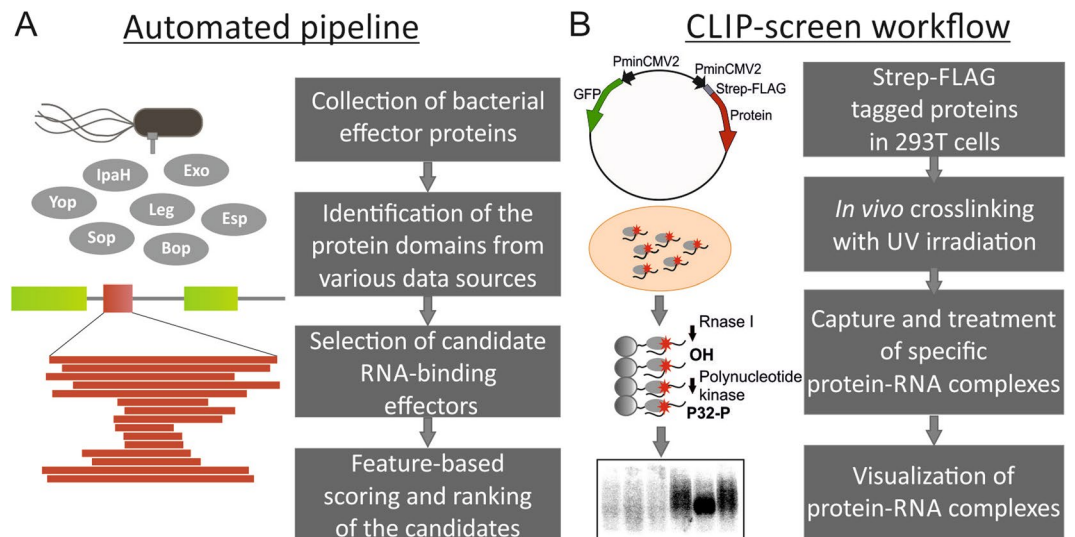 A
Automated pipeline
IpaH
Exo
Yop
Leg
Esp
Sop
Bop
Collection of bacterial
effector proteins
Identification of the
protein domains from
various data sources
Selection of candidate
RNA-binding
effectors
Feature-based
scoring and ranking
of the candidates
B
CLIP-screen workflow
PminCMV2
PminCMV2
Strep-FLAG
GFP
Protein
Rnase I
OH
Polynucleotide
kinase
P32-P
Strep-FLAG
tagged proteins
in 293T cells
In vivo crosslinking
with UV irradiation
Capture and treatment
of specific
protein-RNA complexes
Visualization of
protein-RNA complexes